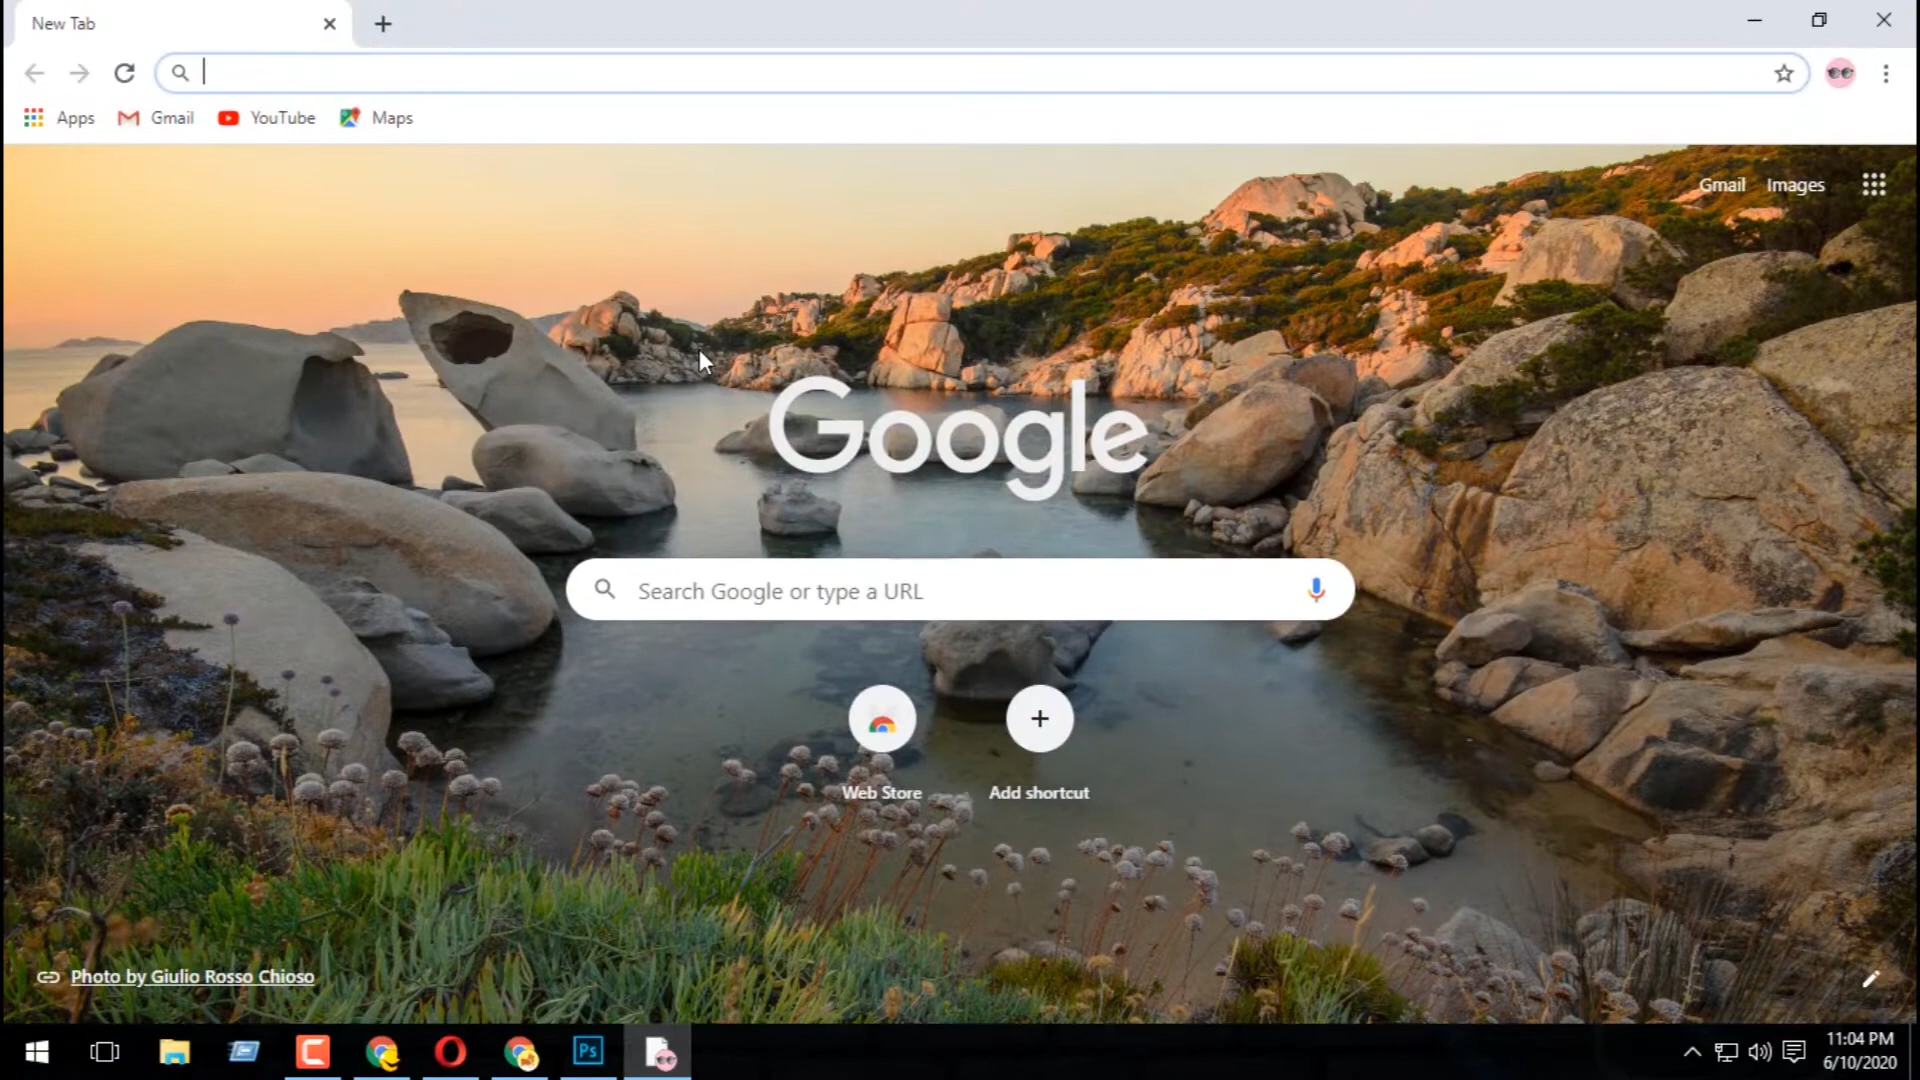 New Tab
Apps
Gmail
YouTube
Maps
Gmail
Images
Google
Search Google or type a URL
Web Store
Add shortcut
Photo by Giulio Rosso Chioso
Ps
11:04 PM
6/10/2020